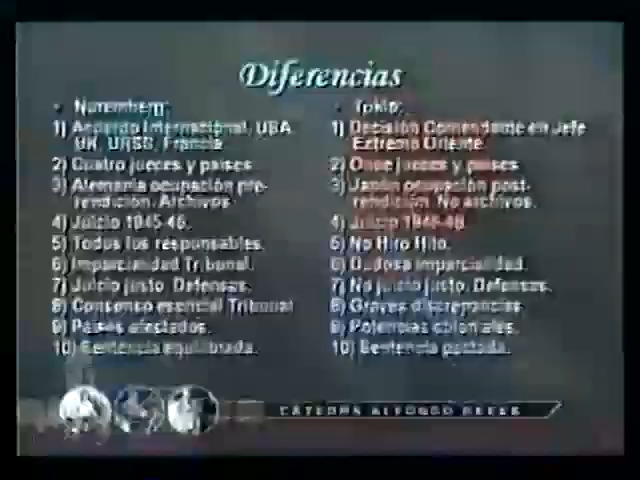 Diferencias
• Nuremberg:
1) Acuerdo Internacional. USA,
UK, URSS, Francia
2) Cuatro jueces y países
3) Alemania ocupación pre-
rendición. Archivos.
4) Juicio 1945-46.
5) Todos los responsables.
6) Imparcialidad Tribunal.
7) Juicio justo. Defensas.
8) Consenso esencial Tribunal
9) Países afectados.
10) Sentencia equilibrada.
• Tokio:
1) Decisión Comandante en Jefe
Extremo Oriente
2) Once jueces y países
3) Japón ocupación post-
rendición. No archivos.
4) Juicio 1946-48
5) No Hiro Hito.
6) Dudosa imparcialidad.
7) No juicio justo. Defensas.
8) Graves discrepancias
9) Potencias coloniales.
10) Sentencia pactada.
CÁTEDRA ALFONSO REYES